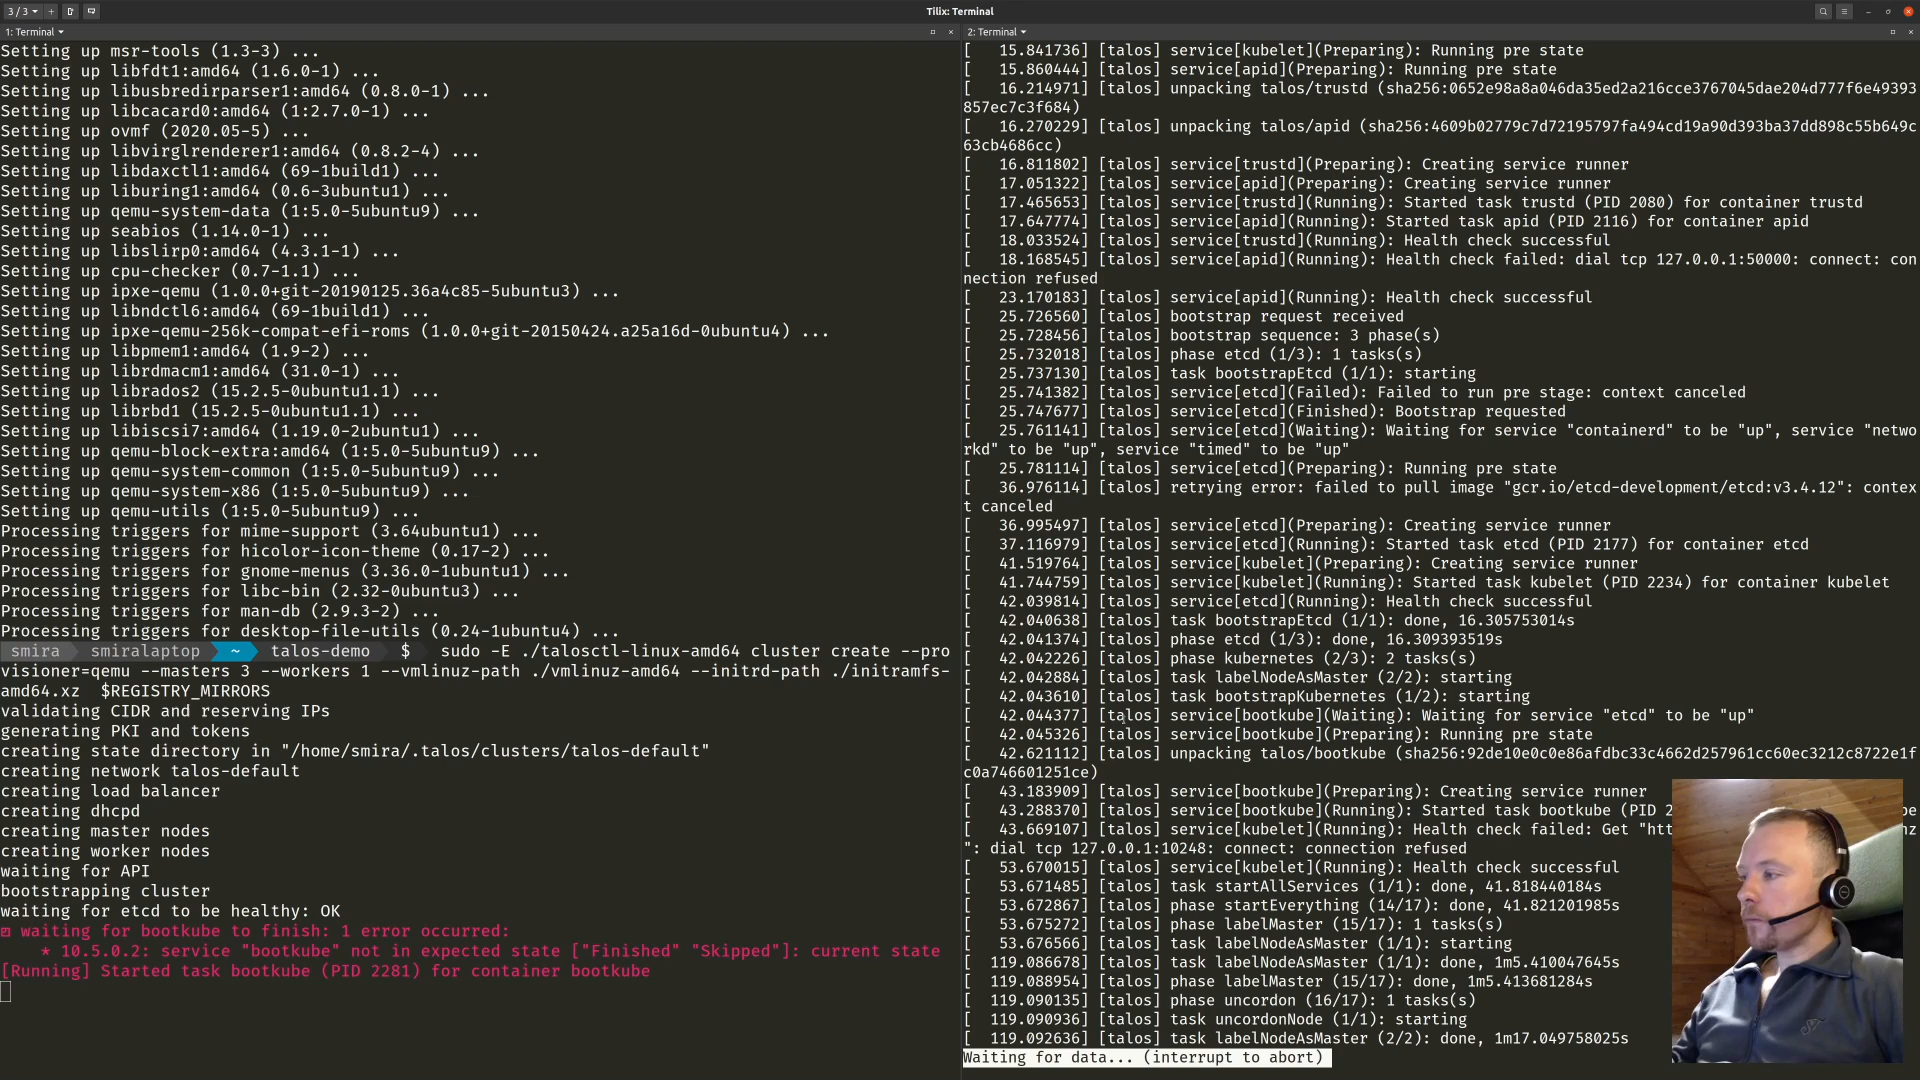 3 / 3
Tilix: Terminal
1: Terminal
Setting up msr-tools (1.3-3) ...
Setting up libfdt1:amd64 (1.6.0-1) ...
Setting up libusbredirparser1:amd64 (0.8.0-1) ...
Setting up libcacard0:amd64 (1:2.7.0-1) ...
Setting up ovmf (2020.05-5) ...
Setting up libvirglrenderer1:amd64 (0.8.2-4) ...
Setting up libdaxctl1:amd64 (69-1build1) ...
Setting up liburing1:amd64 (0.6-3ubuntu1) ...
Setting up qemu-system-data (1:5.0-5ubuntu9) ...
Setting up seabios (1.14.0-1) ...
Setting up libslirp0:amd64 (4.3.1-1) ...
Setting up cpu-checker (0.7-1.1) ...
Setting up ipxe-qemu (1.0.0+git-20190125.36a4c85-5ubuntu3) ...
Setting up libndctl6:amd64 (69-1build1) ...
Setting up ipxe-qemu-256k-compat-efi-roms (1.0.0+git-20150424.a25a16d-0ubuntu4) ...
Setting up libpmem1:amd64 (1.9-2) ...
Setting up librdmacm1:amd64 (31.0-1) ...
Setting up librados2 (15.2.5-0ubuntu1.1) ...
Setting up librbd1 (15.2.5-0ubuntu1.1) ...
Setting up libiscsi7:amd64 (1.19.0-2ubuntu1) ...
Setting up qemu-block-extra:amd64 (1:5.0-5ubuntu9) ...
Setting up qemu-system-common (1:5.0-5ubuntu9) ...
Setting up qemu-system-x86 (1:5.0-5ubuntu9) ...
Setting up qemu-utils (1:5.0-5ubuntu9) ...
Processing triggers for mime-support (3.64ubuntu1) ...
Processing triggers for hicolor-icon-theme (0.17-2) ...
Processing triggers for gnome-menus (3.36.0-1ubuntu1) ...
Processing triggers for libc-bin (2.32-0ubuntu3) ...
Processing triggers for man-db (2.9.3-2) ...
Processing triggers for desktop-file-utils (0.24-1ubuntu4) ...
smira smiralaptop ~ talos-demo $ sudo -E ./talosctl-linux-amd64 cluster create --pro
visioner=qemu --masters 3 --workers 1 --vmlinuz-path ./vmlinuz-amd64 --initrd-path ./initramfs-
amd64.xz $REGISTRY_MIRRORS
validating CIDR and reserving IPs
generating PKI and tokens
creating state directory in "/home/smira/.talos/clusters/talos-default"
creating network talos-default
creating load balancer
creating dhcpd
creating master nodes
creating worker nodes
waiting for API
bootstrapping cluster
waiting for etcd to be healthy: OK
waiting for bootkube to finish: 1 error occurred:
* 10.5.0.2: service "bootkube" not in expected state ["Finished" "Skipped"]: current state
[Running] Started task bootkube (PID 2281) for container bootkube
2: Terminal
[ 15.841736] [talos] service[kubelet](Preparing): Running pre state
[ 15.860444] [talos] service[apid](Preparing): Running pre state
[ 16.214971] [talos] unpacking talos/trustd (sha256:0652e98a8a046da35ed2a216cce3767045dae204d777f6e49393
857ec7c3f684)
[ 16.270229] [talos] unpacking talos/apid (sha256:4609b02779c7d72195797fa494cd19a90d393ba37dd898c55b649c
63cb4686cc)
[ 16.811802] [talos] service[trustd](Preparing): Creating service runner
[ 17.051322] [talos] service[apid](Preparing): Creating service runner
[ 17.465653] [talos] service[trustd](Running): Started task trustd (PID 2080) for container trustd
[ 17.647774] [talos] service[apid](Running): Started task apid (PID 2116) for container apid
[ 18.033524] [talos] service[trustd](Running): Health check successful
[ 18.168545] [talos] service[apid](Running): Health check failed: dial tcp 127.0.0.1:50000: connect: con
nection refused
[ 23.170183] [talos] service[apid](Running): Health check successful
[ 25.726560] [talos] bootstrap request received
[ 25.728456] [talos] bootstrap sequence: 3 phase(s)
[ 25.732018] [talos] phase etcd (1/3): 1 tasks(s)
[ 25.737130] [talos] task bootstrapEtcd (1/1): starting
[ 25.741382] [talos] service[etcd](Failed): Failed to run pre stage: context canceled
[ 25.747677] [talos] service[etcd](Finished): Bootstrap requested
[ 25.761141] [talos] service[etcd](Waiting): Waiting for service "containerd" to be "up", service "netwo
rkd" to be "up", service "timed" to be "up"
[ 25.781114] [talos] service[etcd](Preparing): Running pre state
[ 36.976114] [talos] retrying error: failed to pull image "gcr.io/etcd-development/etcd:v3.4.12": contex
t canceled
[ 36.995497] [talos] service[etcd](Preparing): Creating service runner
[ 37.116979] [talos] service[etcd](Running): Started task etcd (PID 2177) for container etcd
[ 41.519764] [talos] service[kubelet](Preparing): Creating service runner
[ 41.744759] [talos] service[kubelet](Running): Started task kubelet (PID 2234) for container kubelet
[ 42.039814] [talos] service[etcd](Running): Health check successful
[ 42.040638] [talos] task bootstrapEtcd (1/1): done, 16.305753014s
[ 42.041374] [talos] phase etcd (1/3): done, 16.309393519s
[ 42.042226] [talos] phase kubernetes (2/3): 2 tasks(s)
[ 42.042884] [talos] task labelNodeAsMaster (2/2): starting
[ 42.043610] [talos] task bootstrapKubernetes (1/2): starting
[ 42.044377] [talos] service[bootkube](Waiting): Waiting for service "etcd" to be "up"
[ 42.045326] [talos] service[bootkube](Preparing): Running pre state
[ 42.621112] [talos] unpacking talos/bootkube (sha256:92de10e0c0e86afdbc33c4662d257961cc60ec3212c8722e1f
c0a746601251ce)
[ 43.183909] [talos] service[bootkube](Preparing): Creating service runner
[ 43.288370] [talos] service[bootkube](Running): Started task bootkube (PID 2 be
[ 43.669107] [talos] service[kubelet](Running): Health check failed: Get "htt nz
": dial tcp 127.0.0.1:10248: connect: connection refused
[ 53.670015] [talos] service[kubelet](Running): Health check successful
[ 53.671485] [talos] task startAllServices (1/1): done, 41.818440184s
[ 53.672867] [talos] phase startEverything (14/17): done, 41.821201985s
[ 53.675272] [talos] phase labelMaster (15/17): 1 tasks(s)
[ 53.676566] [talos] task labelNodeAsMaster (1/1): starting
[ 119.086678] [talos] task labelNodeAsMaster (1/1): done, 1m5.410047645s
[ 119.088954] [talos] phase labelMaster (15/17): done, 1m5.413681284s
[ 119.090135] [talos] phase uncordon (16/17): 1 tasks(s)
[ 119.090936] [talos] task uncordonNode (1/1): starting
[ 119.092636] [talos] task labelNodeAsMaster (2/2): done, 1m17.049758025s
Waiting for data... (interrupt to abort)